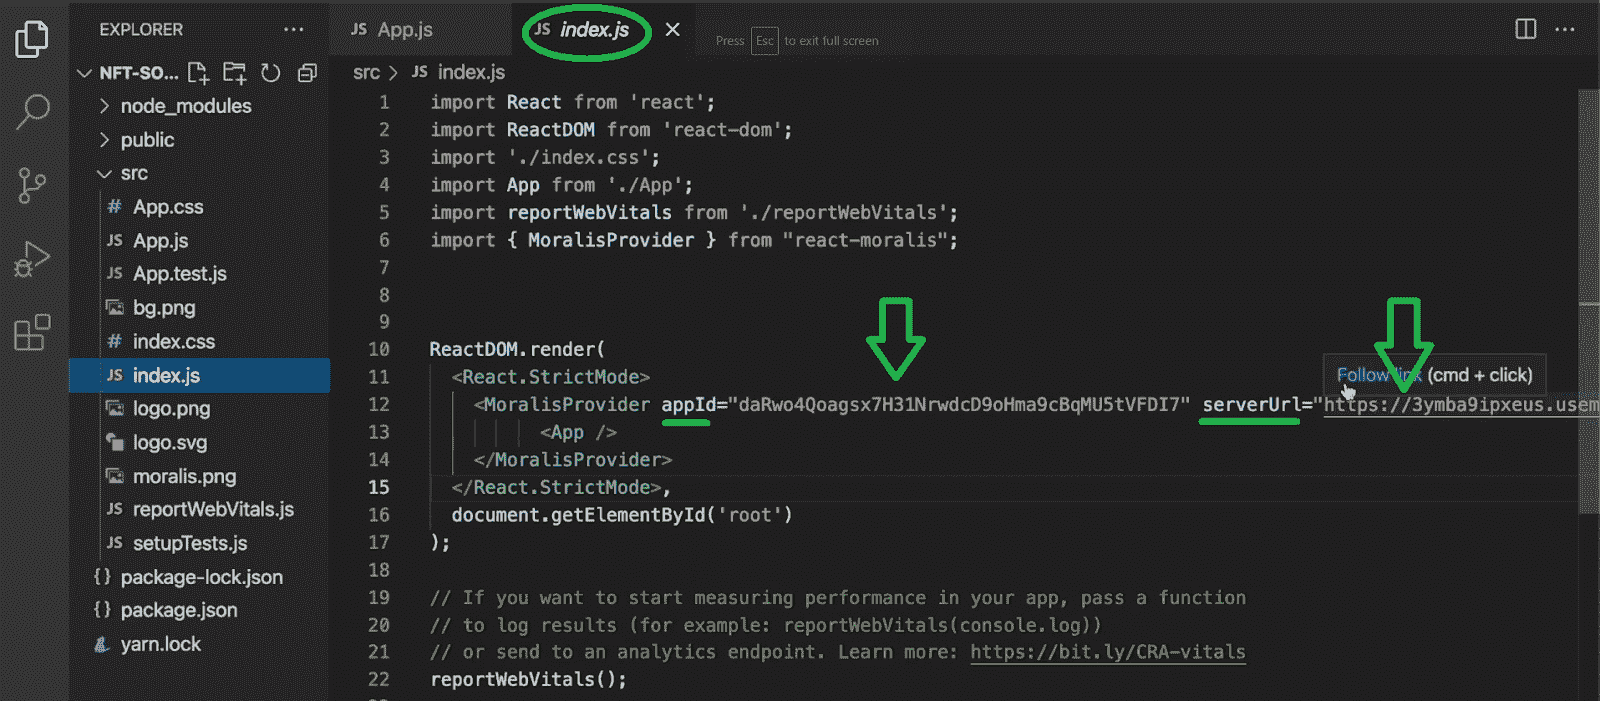 EXPLORER ...
JS App.js
JS index.js ×
Press Esc to exit full screen
...
NFT-SO...
node_modules
public
src
# App.css
JS App.js
JS App.test.js
bg.png
# index.css
JS index.js
logo.png
logo.svg
moralis.png
JS reportWebVitals.js
JS setupTests.js
{} package-lock.json
{} package.json
yarn.lock
src > JS index.js
1 import React from 'react';
2 import ReactDOM from 'react-dom';
3 import './index.css';
4 import App from './App';
5 import reportWebVitals from './reportWebVitals';
6 import { MoralisProvider } from "react-moralis";
7
8
9
10 ReactDOM.render(
11 <React.StrictMode>
Follow link (cmd + click)
12 <MoralisProvider appId="daRwo4Qoagsx7H31NrwdcD9oHma9cBqMU5tVFDI7" serverUrl="https://3ymba9ipxeus.usem
13 <App />
14 </MoralisProvider>
15 </React.StrictMode>,
16 document.getElementById('root')
17 );
18
19 // If you want to start measuring performance in your app, pass a function
20 // to log results (for example: reportWebVitals(console.log))
21 // or send to an analytics endpoint. Learn more: https://bit.ly/CRA-vitals
22 reportWebVitals();